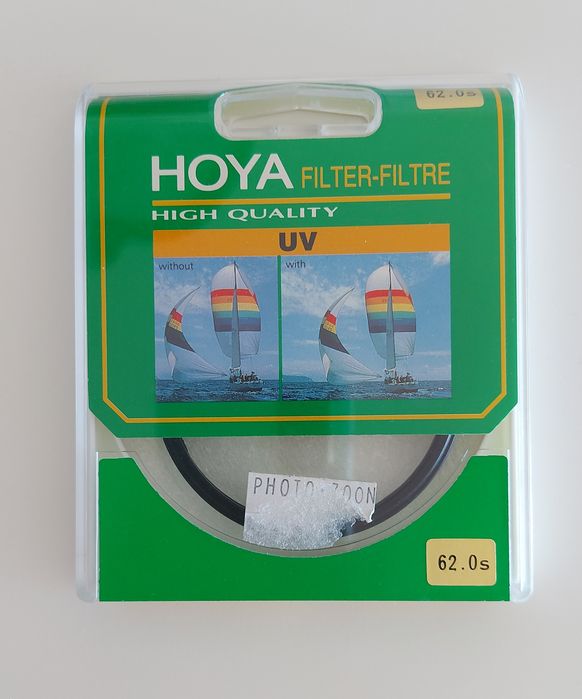 62.0s
HOYA FILTER-FILTRE
HIGH QUALITY
UV
without
with
PHOTO-ZOON
62.0s